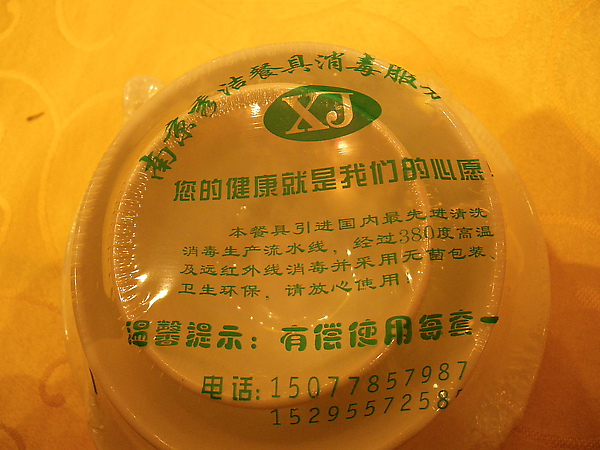 南京秀洁餐具消毒服
XJ
您的健康就是我们的心愿!
本餐具引进国内最先进清洗
消毒生产流水线,经过380度高温
及远红外线消毒并采用无菌包装、
卫生环保,请放心使用!
温馨提示:有偿使用每套一
电话:15077857987
1529557258